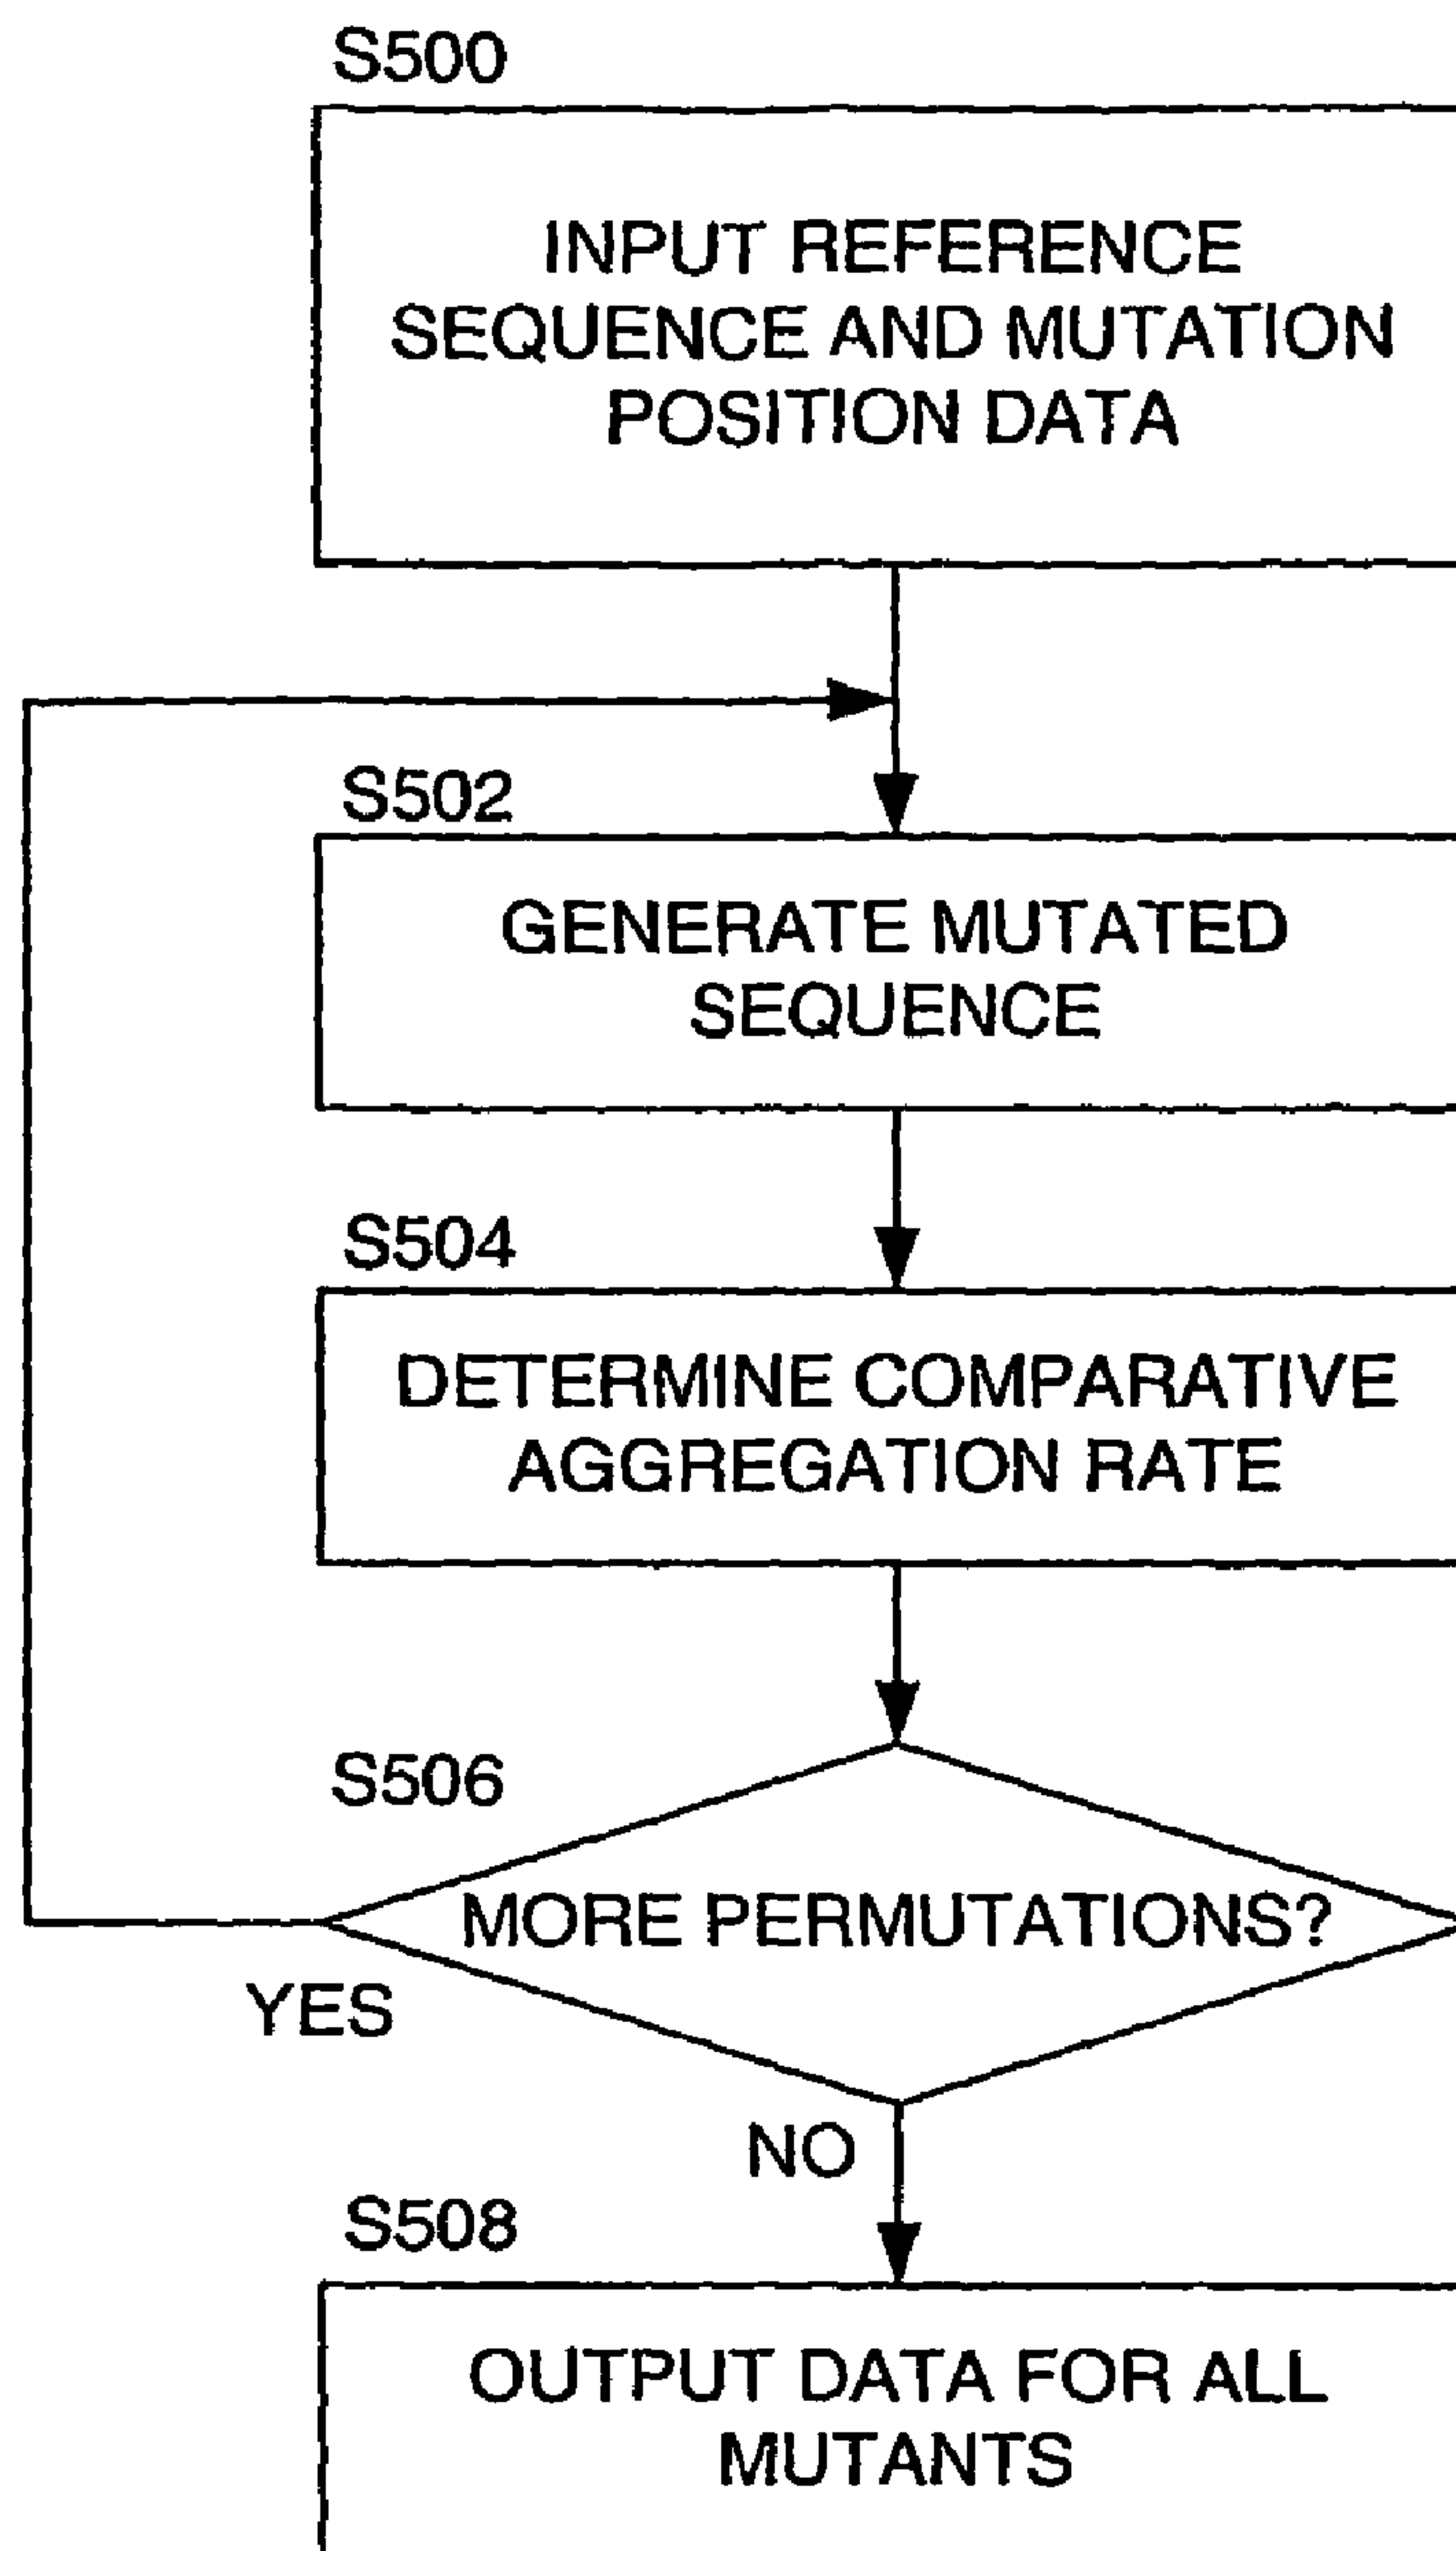 S500
INPUT REFERENCE
SEQUENCE AND MUTATION
POSITION DATA
S502
GENERATE MUTATED
SEQUENCE
S504
DETERMINE COMPARATIVE
AGGREGATION RATE
S506
MORE PERMUTATIONS?
YES
NO
S508
OUTPUT DATA FOR ALL
MUTANTS